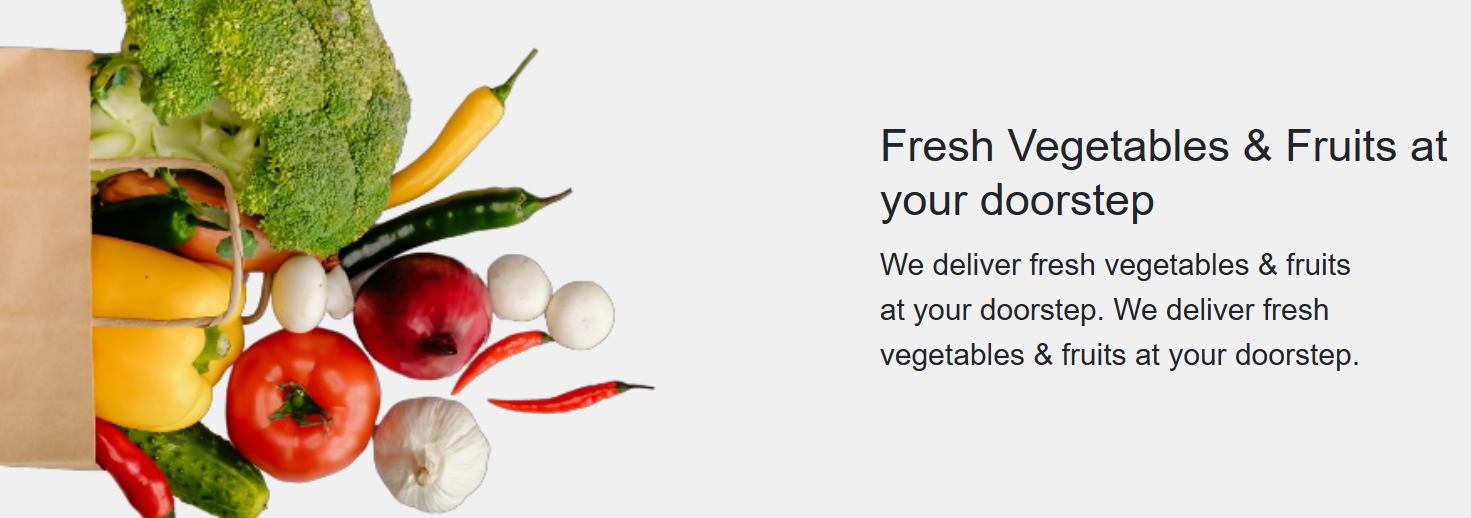 Fresh Vegetables & Fruits at
your doorstep
We deliver fresh vegetables & fruits
at your doorstep. We deliver fresh
vegetables & fruits at your doorstep.